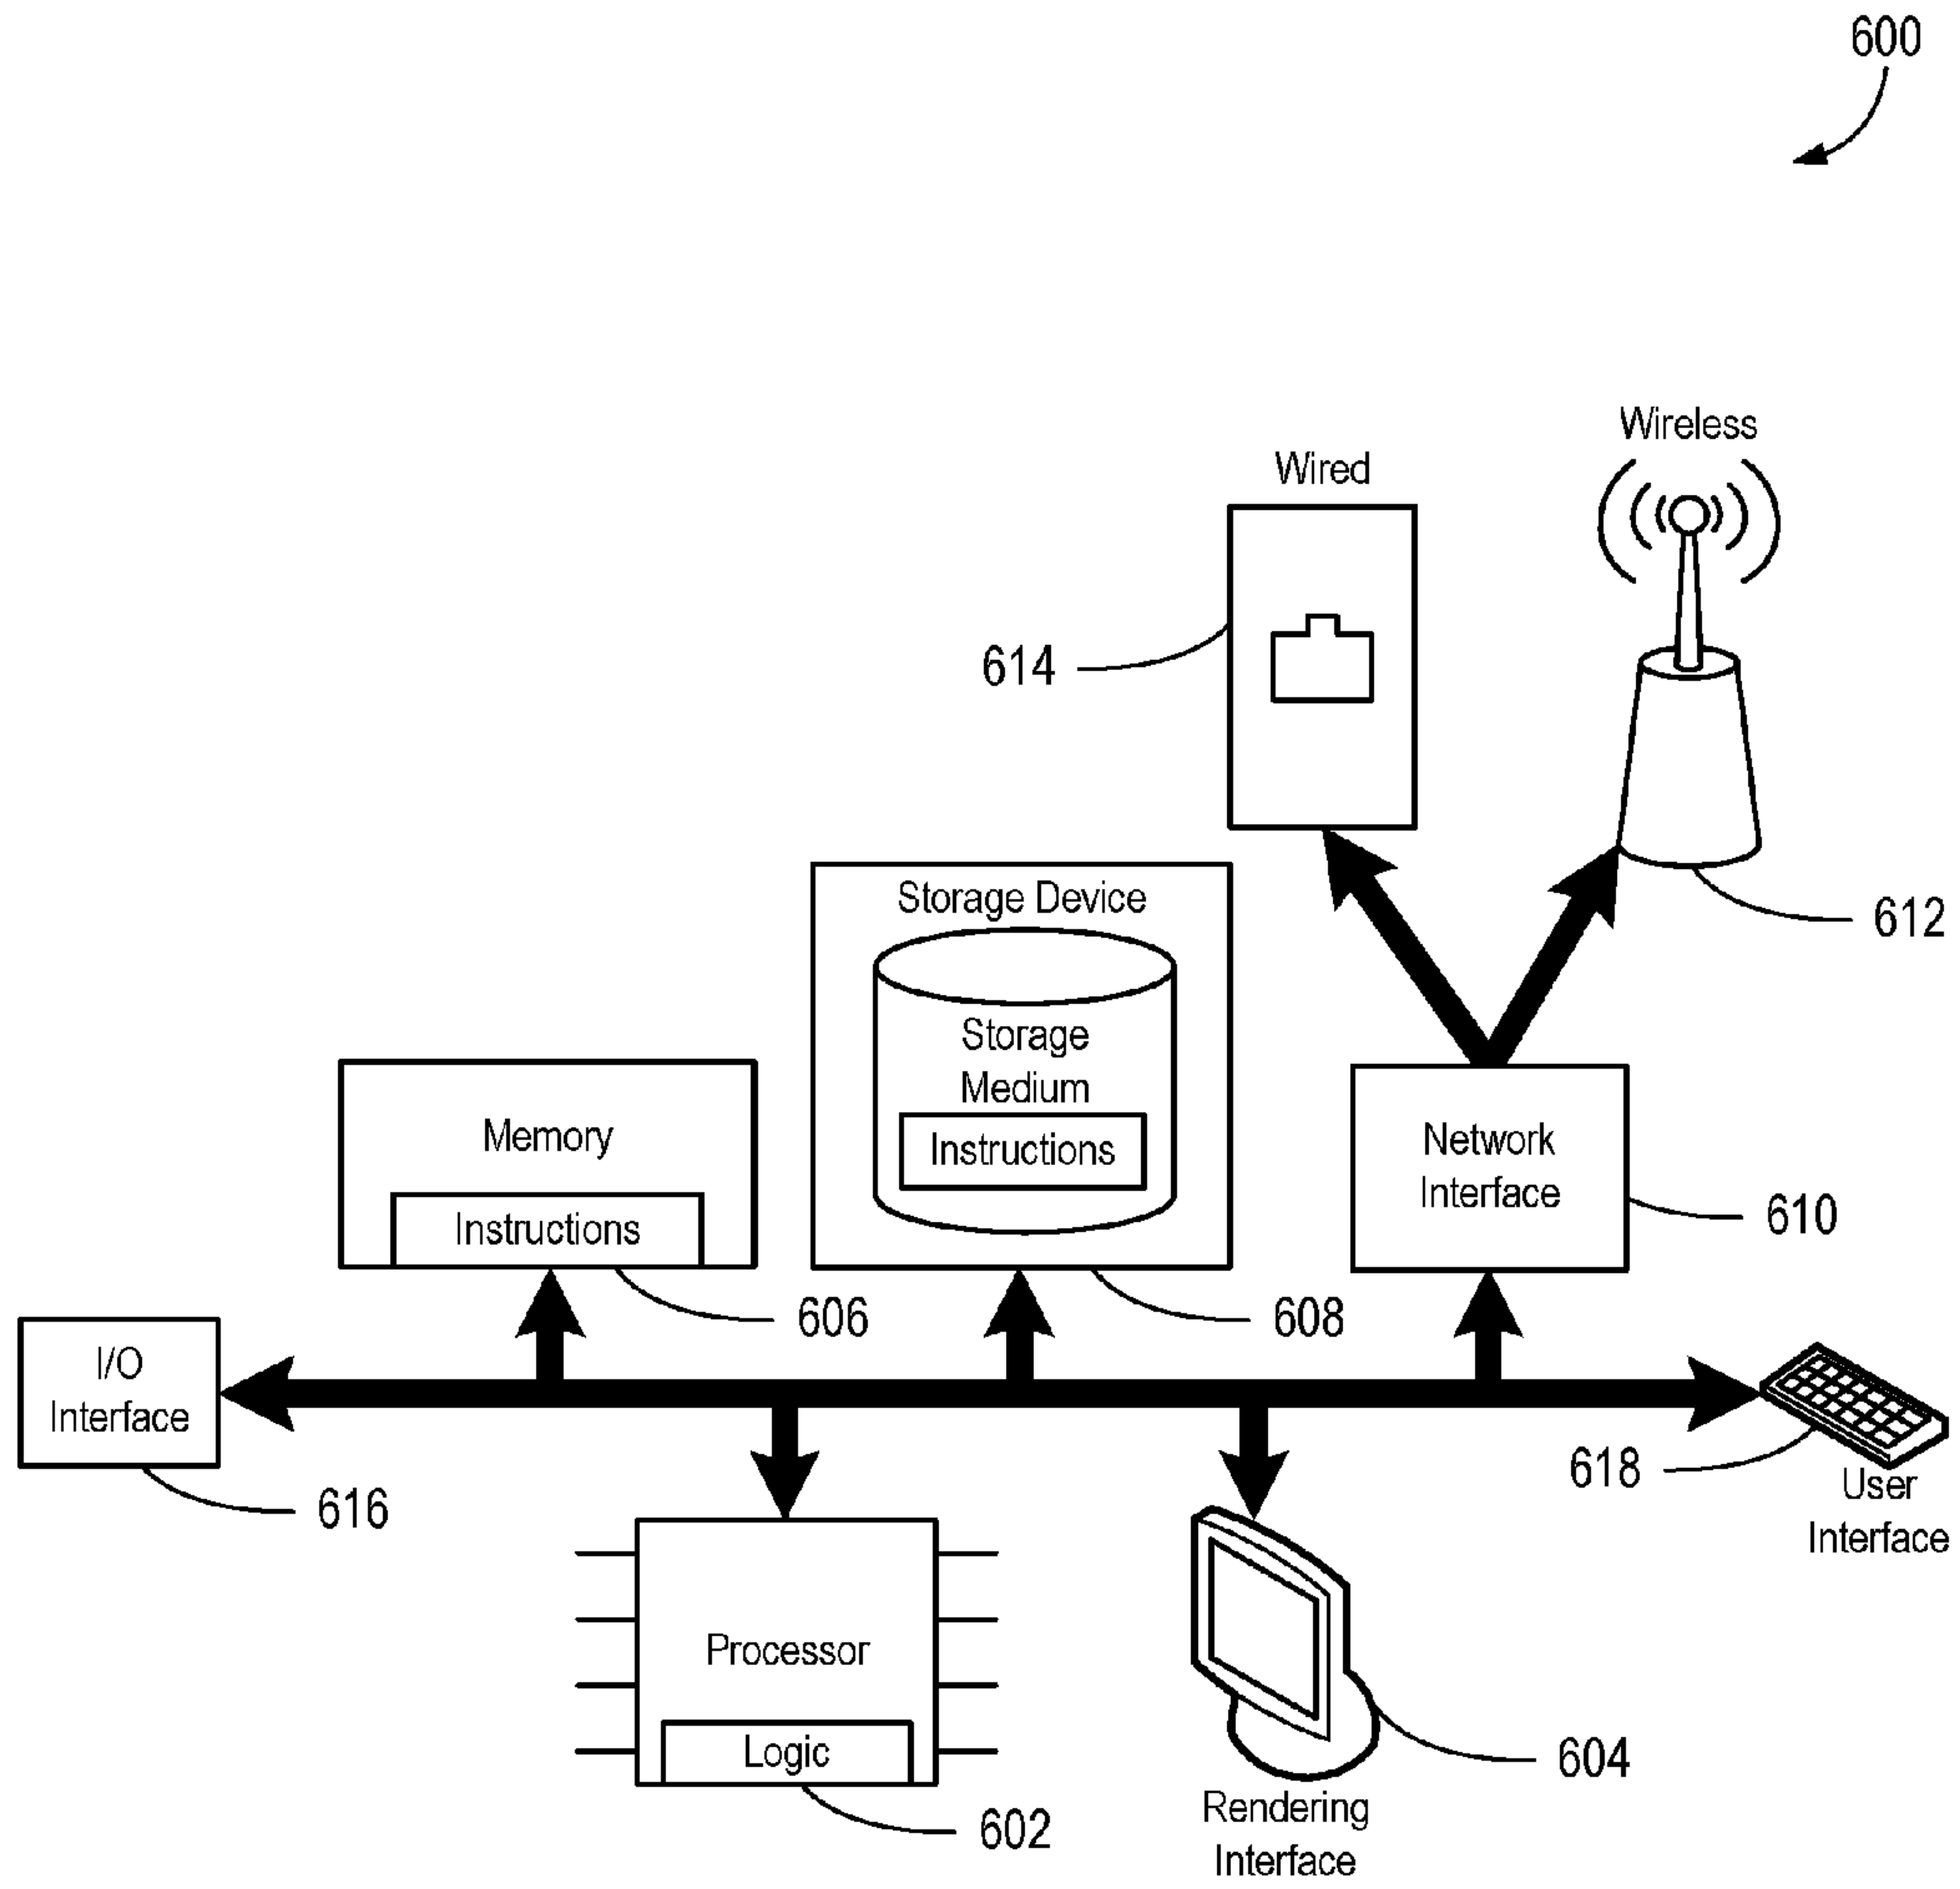 600
Wireless
Wired
614
612
Storage Device
Storage
Medium
Instructions
Memory
Instructions
Network
Interface
610
606
608
I/O
Interface
616
618
User
Interface
Processor
Logic
602
604
Rendering
Interface